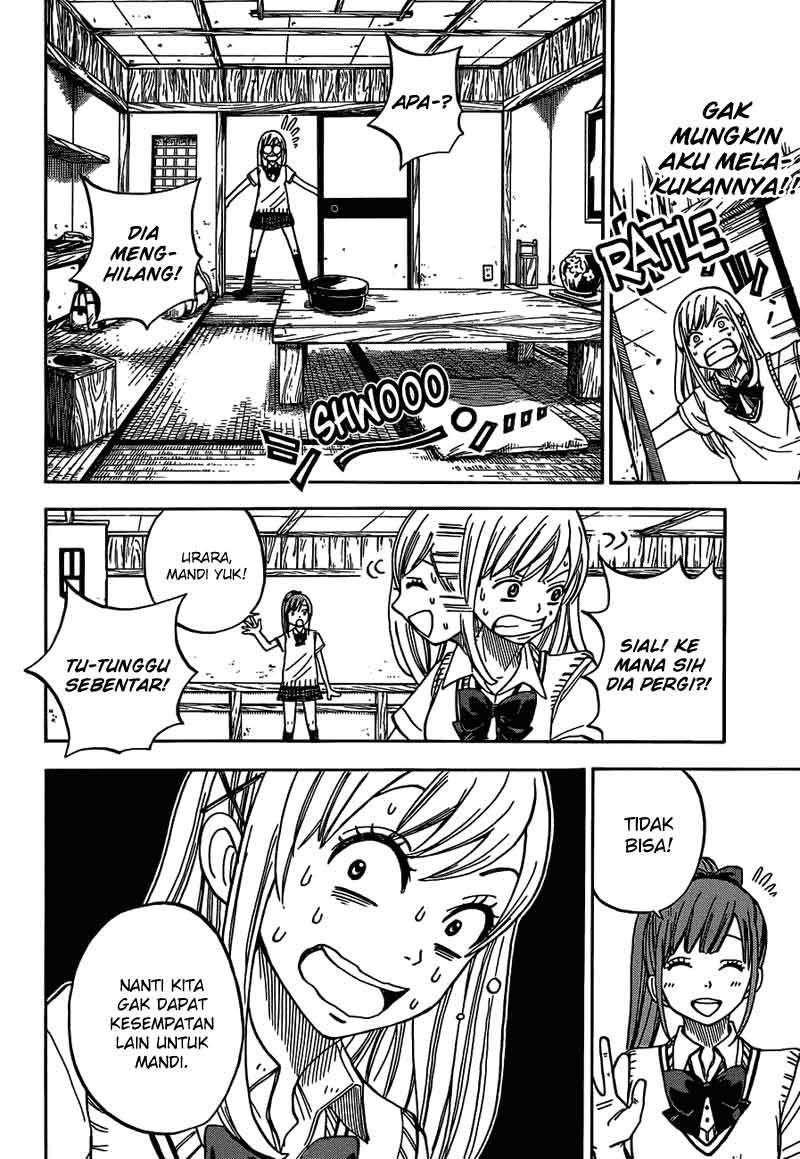 GAK
MUNGKIN
AKU MELA-
KUKANNYA!!
RATTLE
APA-?
DIA
MENG-
HILANG!
SHWOOO
SIAL! KE
MANA SIH
DIA PERGI?!
URARA,
MANDI YUK!
TU-TUNGGU
SEBENTAR!
TIDAK
BISA!
NANTI KITA
GAK DAPAT
KESEMPATAN
LAIN UNTUK
MANDI.